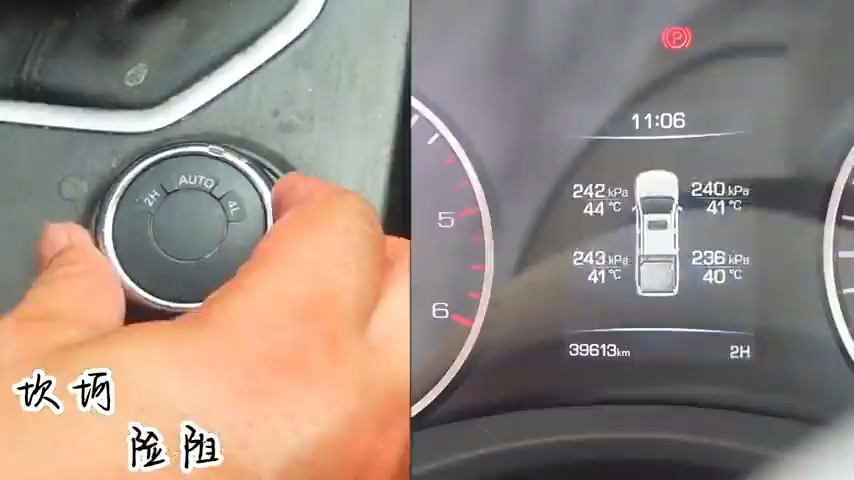 2H AUTO 4L
坎坷
险阻
P
11:06
242 kPa 240 kPa
44 ℃ 41 ℃
5
243 kPa 236 kPa
41 ℃ 40 ℃
6
39613km 2H